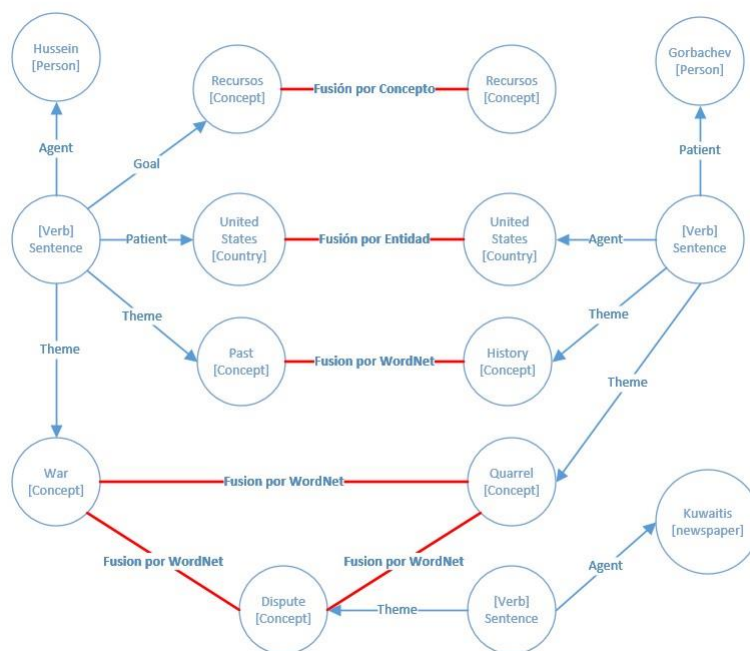 Hussein
[Person]
Gorbachev
[Person]
Recursos
[Concept]
Fusión por Concepto
Recursos
[Concept]
Agent
Goal
Patient
[Verb]
Sentence
Patient
United
States
[Country]
Fusión por Entidad
United
States
[Country]
Agent
[Verb]
Sentence
Theme
Theme
Theme
Past
[Concept]
Fusion por WordNet
History
[Concept]
Theme
War
[Concept]
Fusion por WordNet
Quarrel
[Concept]
Kuwaitis
[newspaper]
Fusion por WordNet
Fusion por WordNet
Agent
Dispute
[Concept]
Theme
[Verb]
Sentence